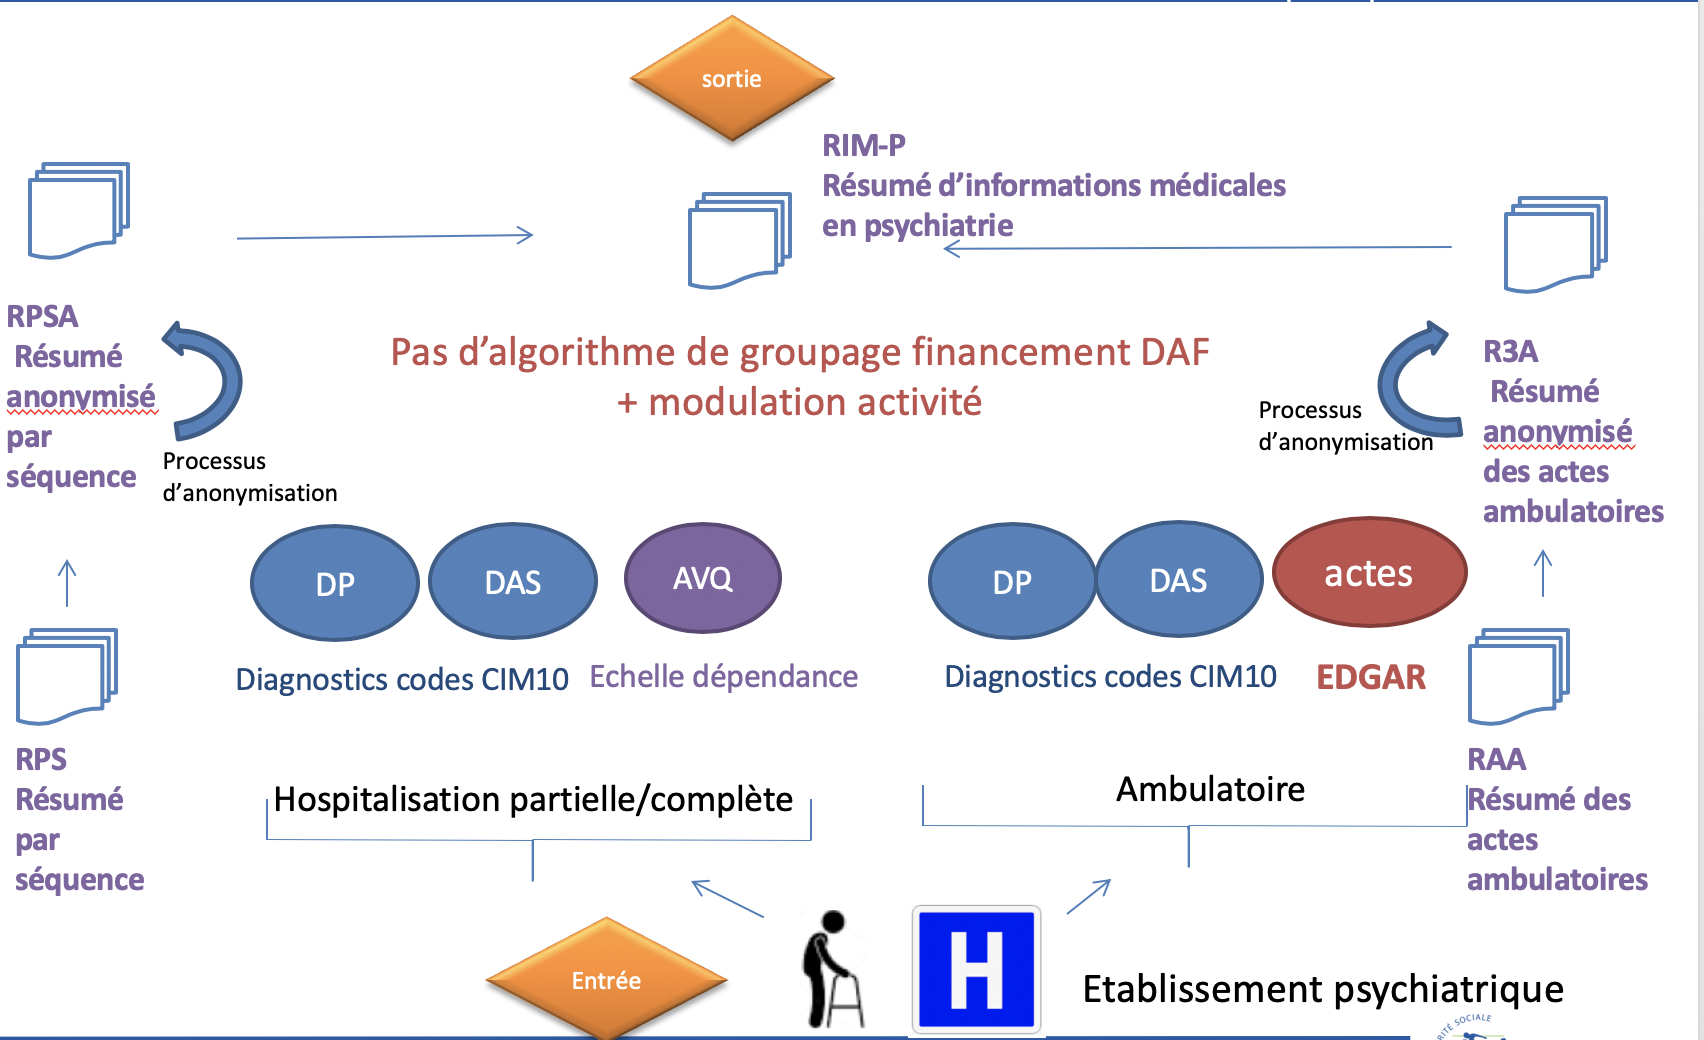 sortie
RIM-P
Résumé d’informations médicales
en psychiatrie
RPSA
Résumé
anonymisé
par
séquence
Processus
d’anonymisation
Pas d’algorithme de groupage financement DAF
+ modulation activité
Processus
d’anonymisation
R3A
Résumé
anonymisé
des actes
ambulatoires
DP
DAS
AVQ
DP
DAS
actes
Diagnostics codes CIM10
Echelle dépendance
Diagnostics codes CIM10
EDGAR
RPS
Résumé
par
séquence
Hospitalisation partielle/complète
Ambulatoire
RAA
Résumé des
actes
ambulatoires
Entrée
H
Etablissement psychiatrique
SOCIALE